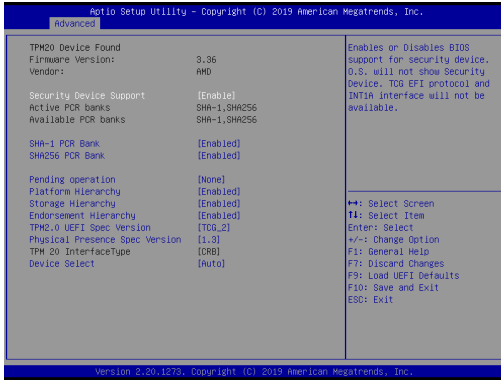 Aptio Setup Utility – Copyright (C) 2019 American Megatrends, Inc.
Advanced
TPM20 Device Found
Firmware Version: 3.36
Vendor: AMD
Security Device Support [Enable]
Active PCR banks SHA-1,SHA256
Available PCR banks SHA-1,SHA256
SHA-1 PCR Bank [Enabled]
SHA256 PCR Bank [Enabled]
Pending operation [None]
Platform Hierarchy [Enabled]
Storage Hierarchy [Enabled]
Endorsement Hierarchy [Enabled]
TPM2.0 UEFI Spec Version [TCG_2]
Physical Presence Spec Version [1.3]
TPM 20 InterfaceType [CRB]
Device Select [Auto]
Enables or Disables BIOS
support for security device.
O.S. will not show Security
Device. TCG EFI protocol and
INT1A interface will not be
available.
↔: Select Screen
↑↓: Select Item
Enter: Select
+/-: Change Option
F1: General Help
F7: Discard Changes
F9: Load UEFI Defaults
F10: Save and Exit
ESC: Exit
Version 2.20.1273. Copyright (C) 2019 American Megatrends, Inc.